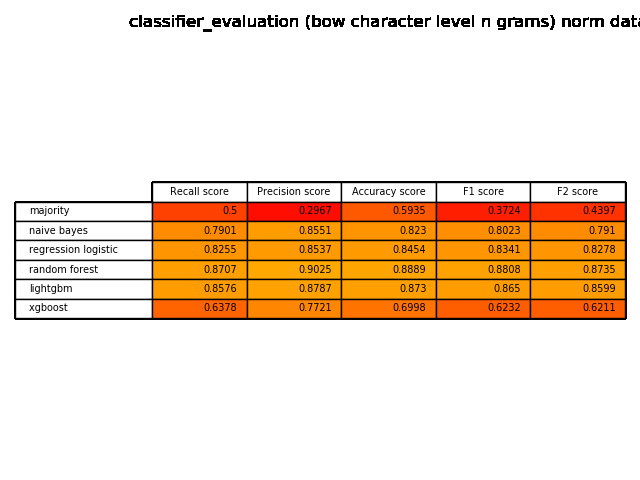 classifier_evaluation (bow character level n grams) norm data
Recall score Precision score Accuracy score F1 score F2 score
majority 0.5 0.2967 0.5935 0.3724 0.4397
naive bayes 0.7901 0.8551 0.823 0.8023 0.791
regression logistic 0.8255 0.8537 0.8454 0.8341 0.8278
random forest 0.8707 0.9025 0.8889 0.8808 0.8735
lightgbm 0.8576 0.8787 0.873 0.865 0.8599
xgboost 0.6378 0.7721 0.6998 0.6232 0.6211